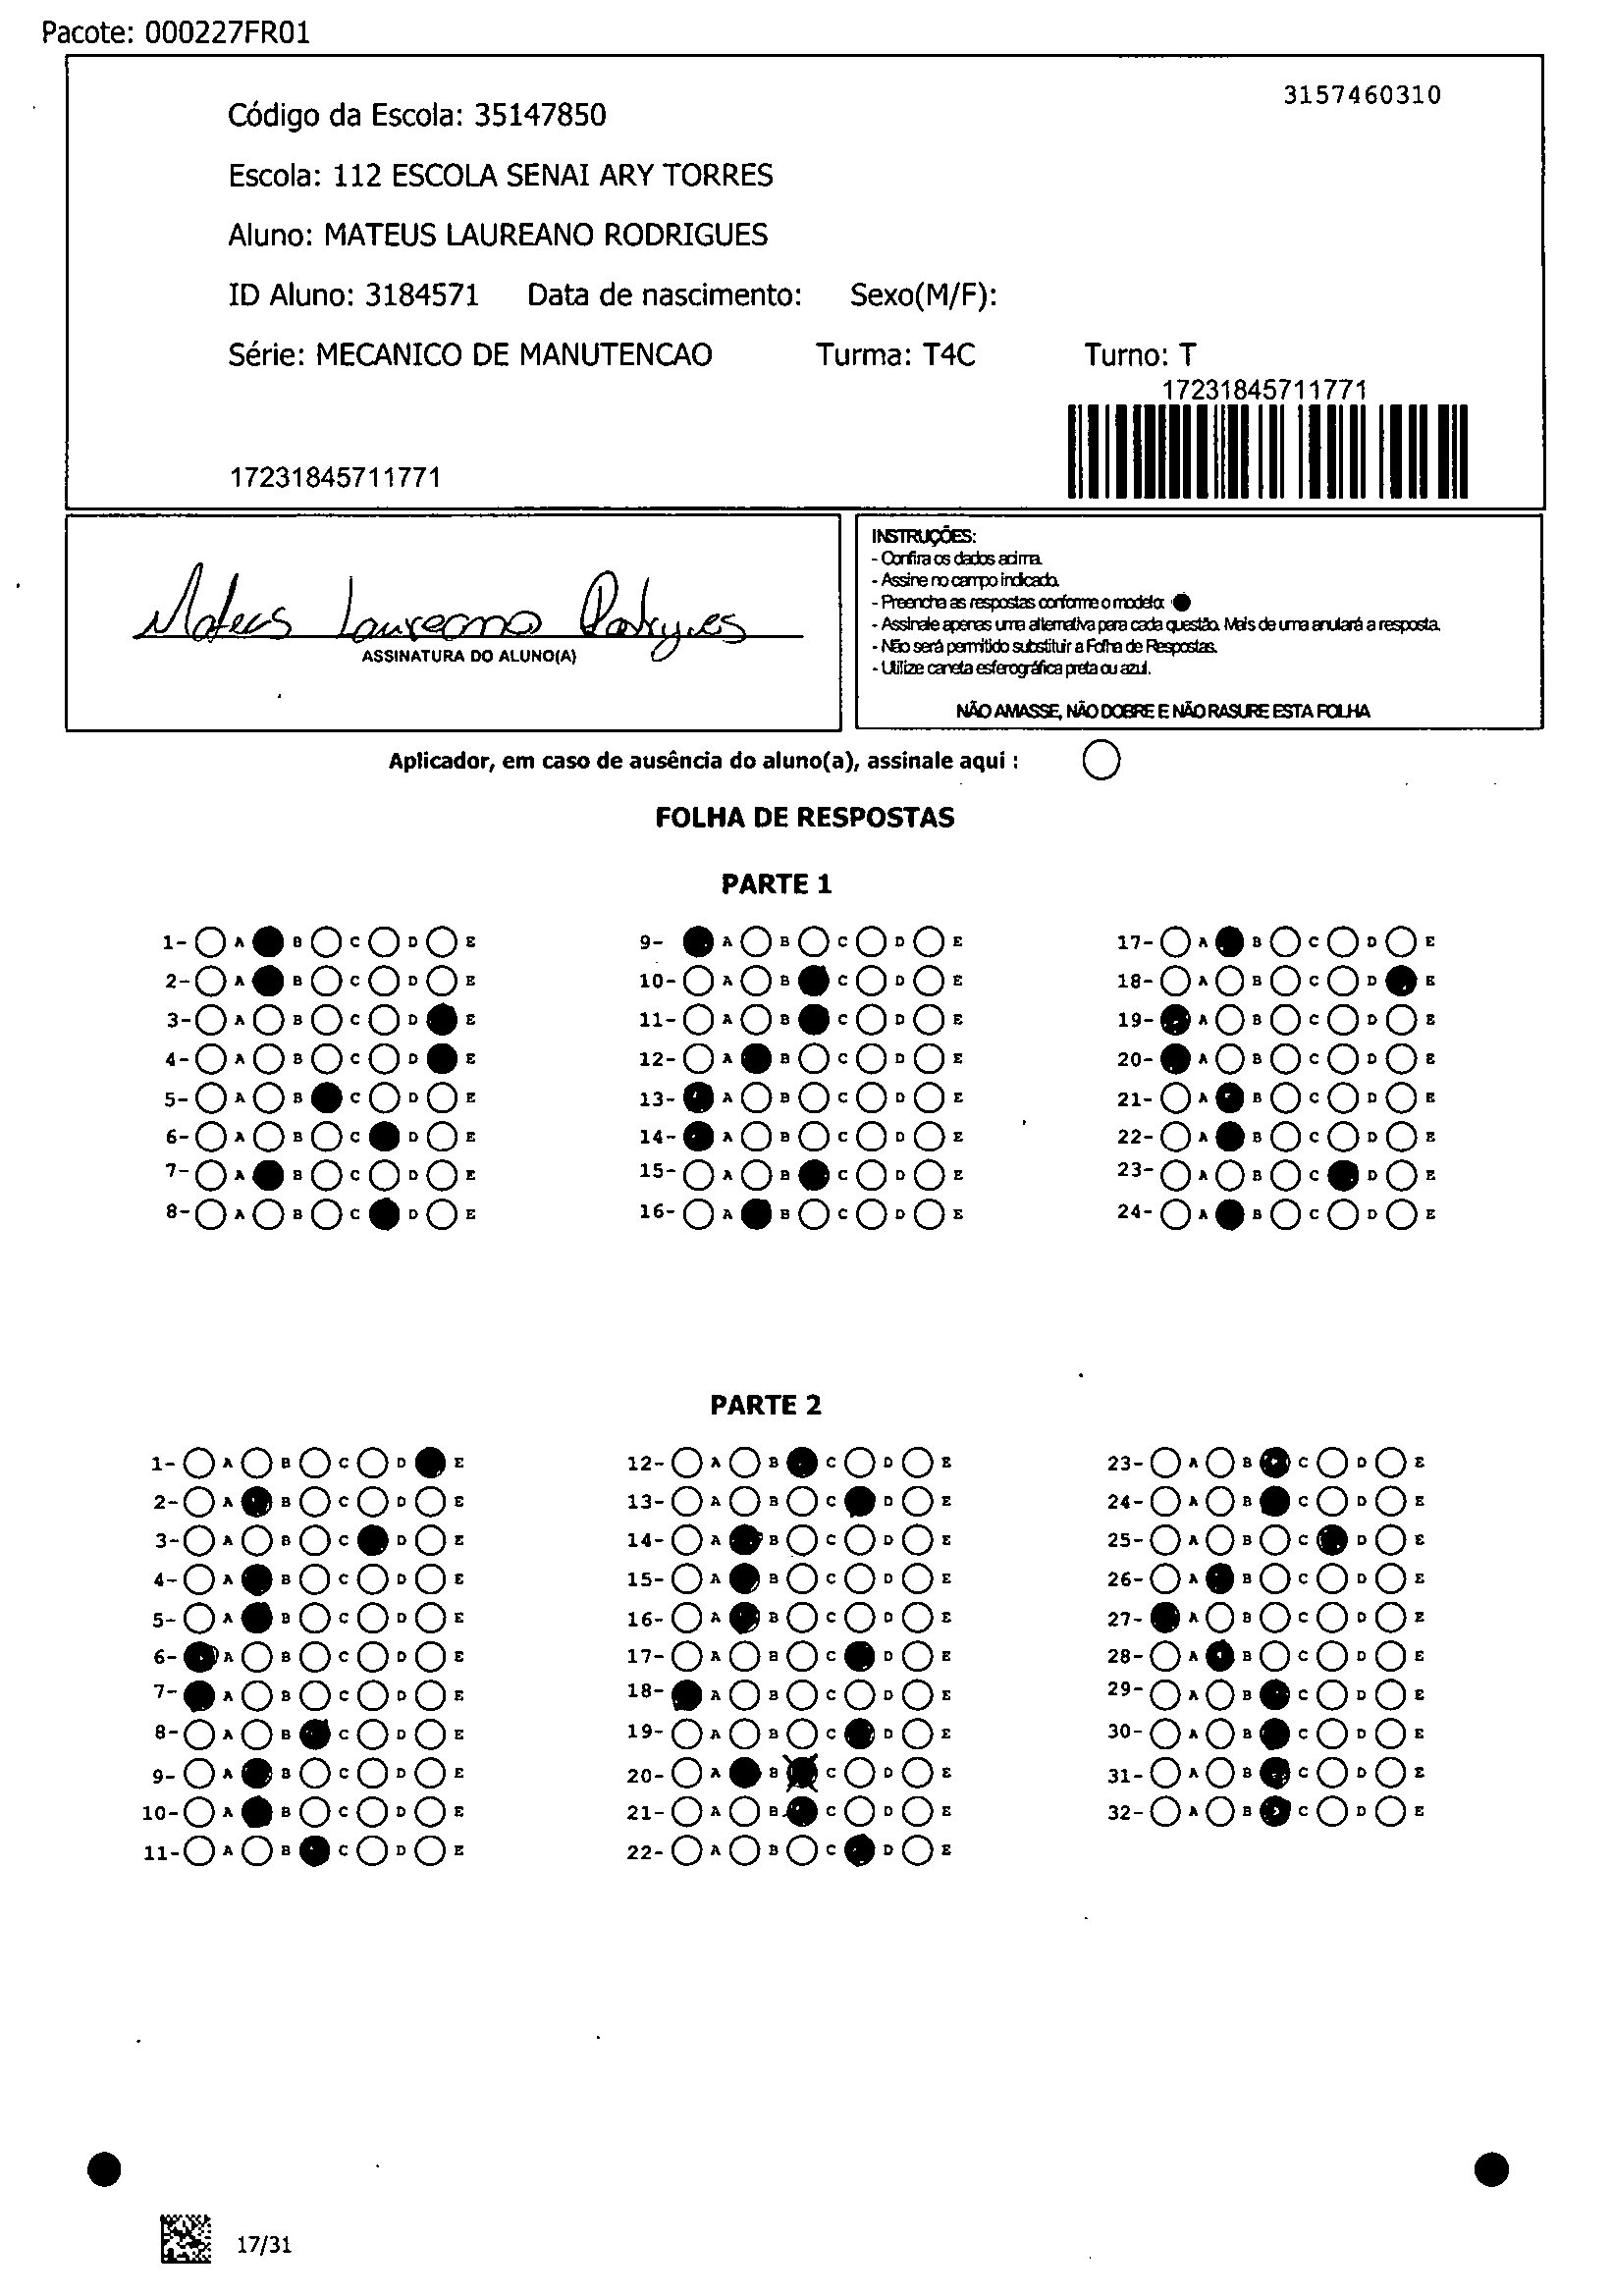 Pacote: 000227FR01
3157460310
Código da Escola: 35147850
Escola: 112 ESCOLA SENAI ARY TORRES
Aluno: MATEUS LAUREANO RODRIGUES
ID Aluno: 3184571 Data de nascimento: Sexo(M/F):
Série: MECANICO DE MANUTENCAO Turma: T4C Turno: T
17231845711771
17231845711771
Mateus Laureano Rodrigues
ASSINATURA DO ALUNO(A)
INSTRUÇÕES:
- Confira os dados acima.
- Assine no campo indicado.
- Preencha as respostas conforme o modelo:
- Assinale apenas uma alternativa para cada questão. Mais de uma anulará a resposta.
- Não será permitido substituir a Folha de Respostas.
- Utilize caneta esferográfica preta ou azul.
NÃO AMASSE, NÃO DOBRE E NÃO RASURE ESTA FOLHA
Aplicador, em caso de ausência do aluno(a), assinale aqui :
FOLHA DE RESPOSTAS
PARTE 1
1- A B C D E 9- A B C D E 17- A B C D E
2- A B C D E 10- A B C D E 18- A B C D E
3- A B C D E 11- A B C D E 19- A B C D E
4- A B C D E 12- A B C D E 20- A B C D E
5- A B C D E 13- A B C D E 21- A B C D E
6- A B C D E 14- A B C D E 22- A B C D E
7- A B C D E 15- A B C D E 23- A B C D E
8- A B C D E 16- A B C D E 24- A B C D E
PARTE 2
1- A B C D E 12- A B C D E 23- A B C D E
2- A B C D E 13- A B C D E 24- A B C D E
3- A B C D E 14- A B C D E 25- A B C D E
4- A B C D E 15- A B C D E 26- A B C D E
5- A B C D E 16- A B C D E 27- A B C D E
6- A B C D E 17- A B C D E 28- A B C D E
7- A B C D E 18- A B C D E 29- A B C D E
8- A B C D E 19- A B C D E 30- A B C D E
9- A B C D E 20- A B C D E 31- A B C D E
10- A B C D E 21- A B C D E 32- A B C D E
11- A B C D E 22- A B C D E
17/31